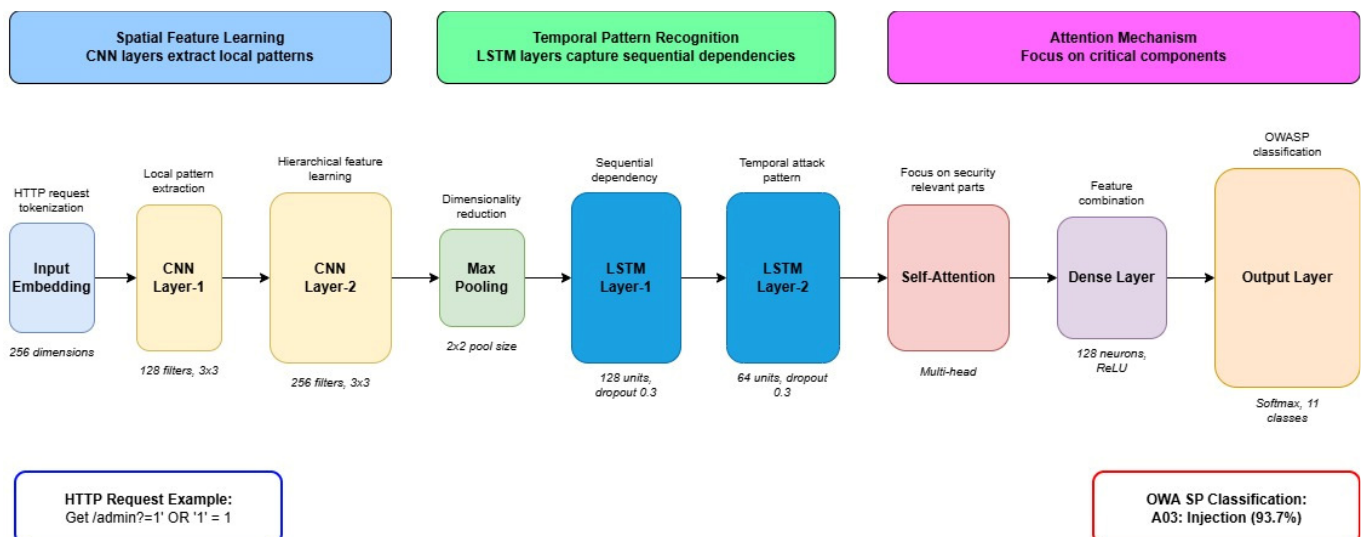 Spatial Feature Learning
CNN layers extract local patterns
Temporal Pattern Recognition
LSTM layers capture sequential dependencies
Attention Mechanism
Focus on critical components
HTTP request
tokenization
Input
Embedding
256 dimensions
Local pattern
extraction
CNN
Layer-1
128 filters, 3x3
Hierarchical feature
learning
CNN
Layer-2
256 filters, 3x3
Dimensionality
reduction
Max
Pooling
2x2 pool size
Sequential
dependency
LSTM
Layer-1
128 units,
dropout 0.3
Temporal attack
pattern
LSTM
Layer-2
64 units, dropout
0.3
Focus on security
relevant parts
Self-Attention
Multi-head
Feature
combination
Dense Layer
128 neurons,
ReLU
OWASP
classification
Output Layer
Softmax, 11
classes
HTTP Request Example:
Get /admin?=1' OR '1' = 1
OWA SP Classification:
A03: Injection (93.7%)